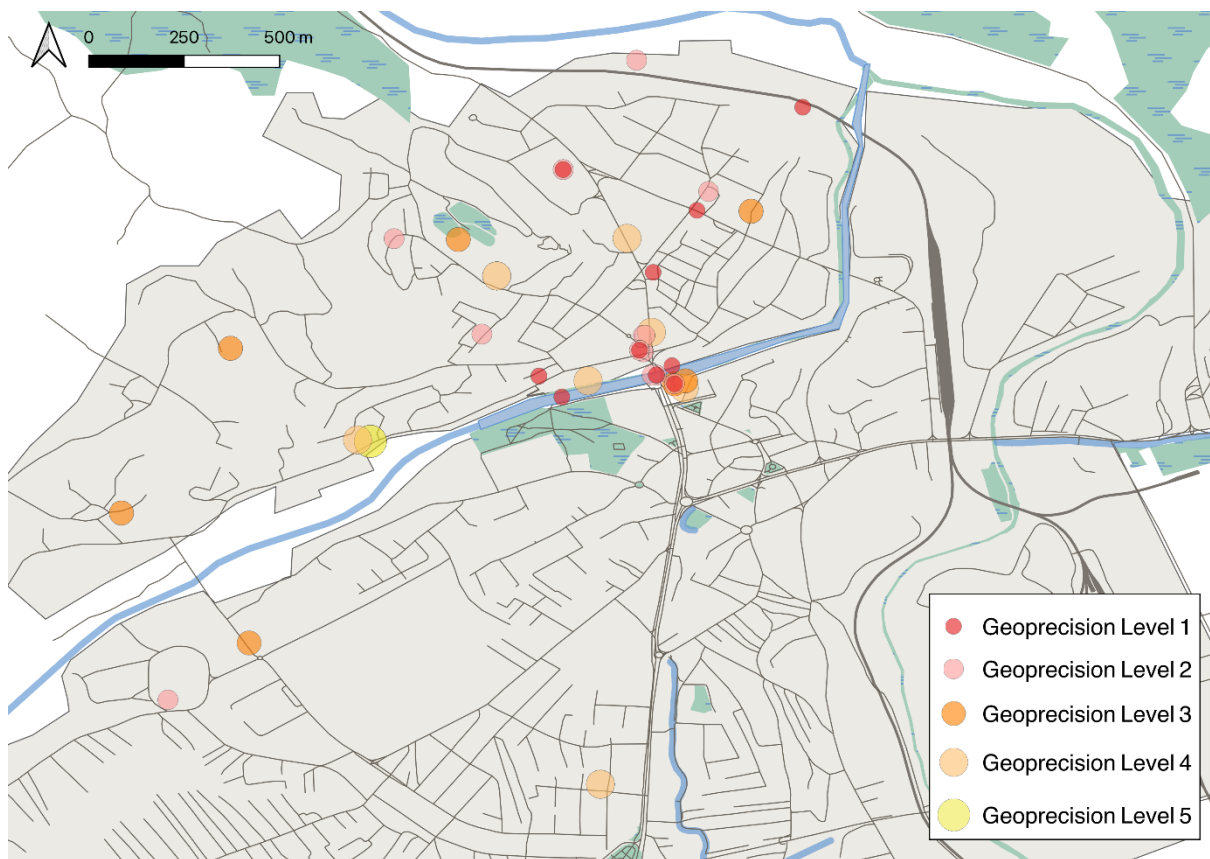 0 250 500 m
Geoprecision Level 1
Geoprecision Level 2
Geoprecision Level 3
Geoprecision Level 4
Geoprecision Level 5